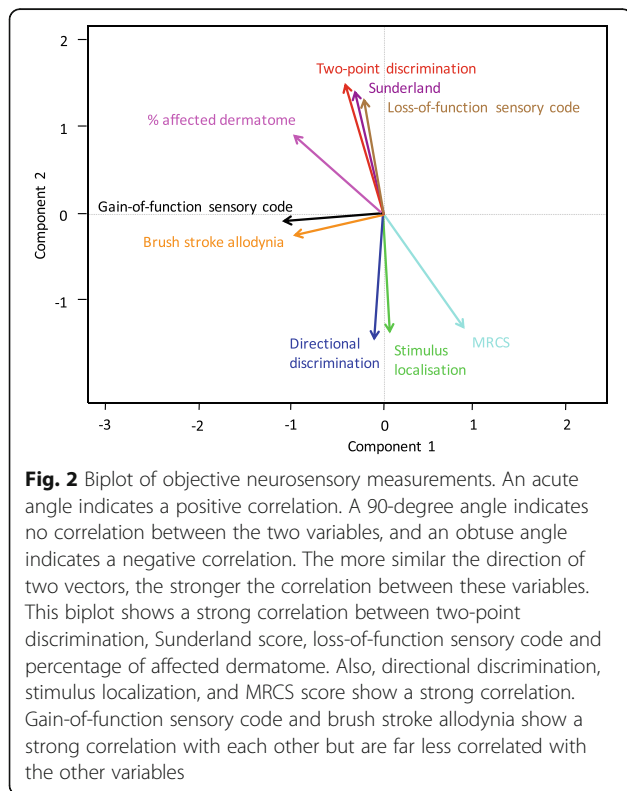 2
Two-point discrimination
Sunderland
Loss-of-function sensory code
1
% affected dermatome
Component 2
Gain-of-function sensory code
0
Brush stroke allodynia
-1
Directional
discrimination
Stimulus
localisation
MRCS
-3 -2 -1 0 1 2
Component 1
Fig. 2 Biplot of objective neurosensory measurements. An acute
angle indicates a positive correlation. A 90-degree angle indicates
no correlation between the two variables, and an obtuse angle
indicates a negative correlation. The more similar the direction of
two vectors, the stronger the correlation between these variables.
This biplot shows a strong correlation between two-point
discrimination, Sunderland score, loss-of-function sensory code and
percentage of affected dermatome. Also, directional discrimination,
stimulus localization, and MRCS score show a strong correlation.
Gain-of-function sensory code and brush stroke allodynia show a
strong correlation with each other but are far less correlated with
the other variables